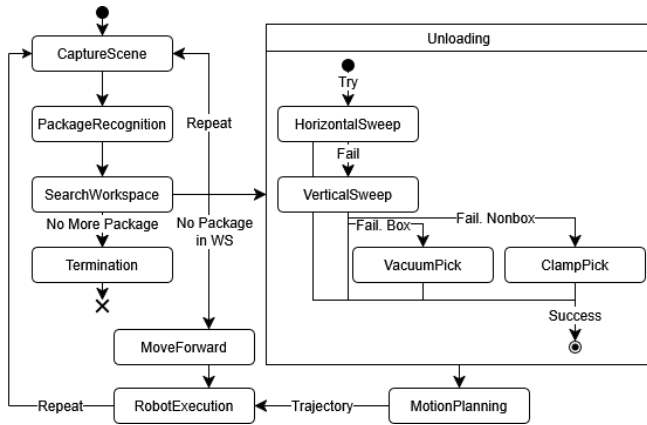 Unloading
CaptureScene
Try
PackageRecognition
Repeat
HorizontalSweep
Fail
SearchWorkspace
VerticalSweep
No More Package
No Package
in WS
Fail. Box
Fail. Nonbox
Termination
VacuumPick
ClampPick
Success
MoveForward
Repeat
RobotExecution
Trajectory
MotionPlanning